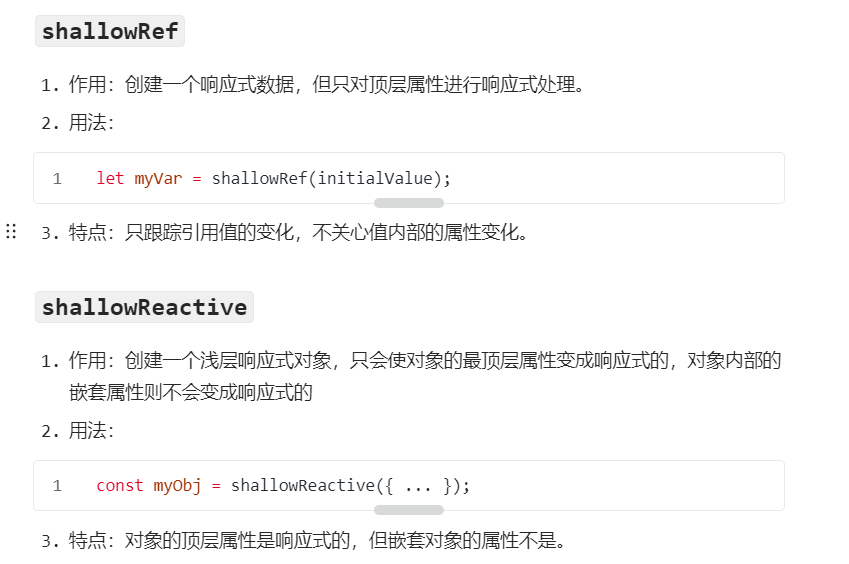 shallowRef
1. 作用：创建一个响应式数据，但只对顶层属性进行响应式处理。
2. 用法：
1 let myVar = shallowRef(initialValue);
3. 特点：只跟踪引用值的变化，不关心值内部的属性变化。
shallowReactive
1. 作用：创建一个浅层响应式对象，只会使对象的最顶层属性变成响应式的，对象内部的
嵌套属性则不会变成响应式的
2. 用法：
1 const myObj = shallowReactive({ ... });
3. 特点：对象的顶层属性是响应式的，但嵌套对象的属性不是。